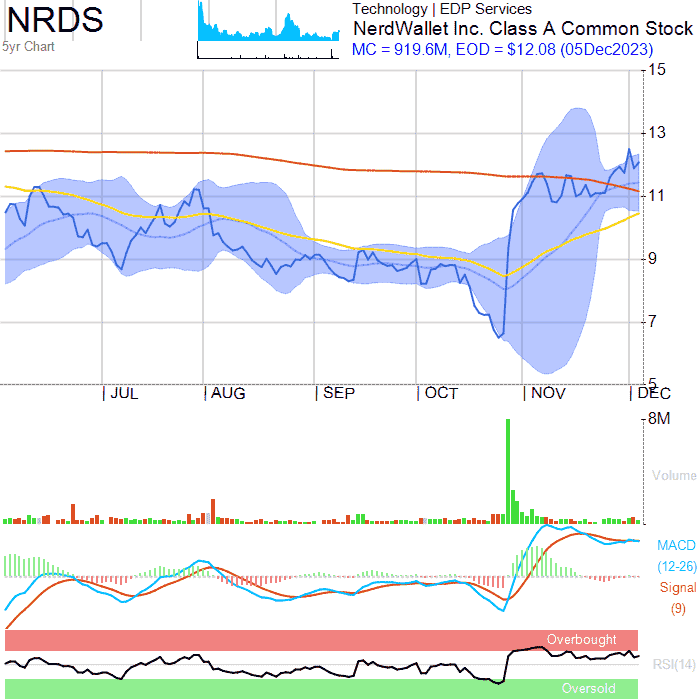 NRDS
5yr Chart
Technology | EDP Services
NerdWallet Inc. Class A Common Stock
MC = 919.6M, EOD = $12.08 (05Dec2023)
15
13
11
9
7
5
JUL AUG SEP OCT NOV DEC
8M
Volume
MACD
(12-26)
Signal
(9)
Overbought
RSI(14)
Oversold